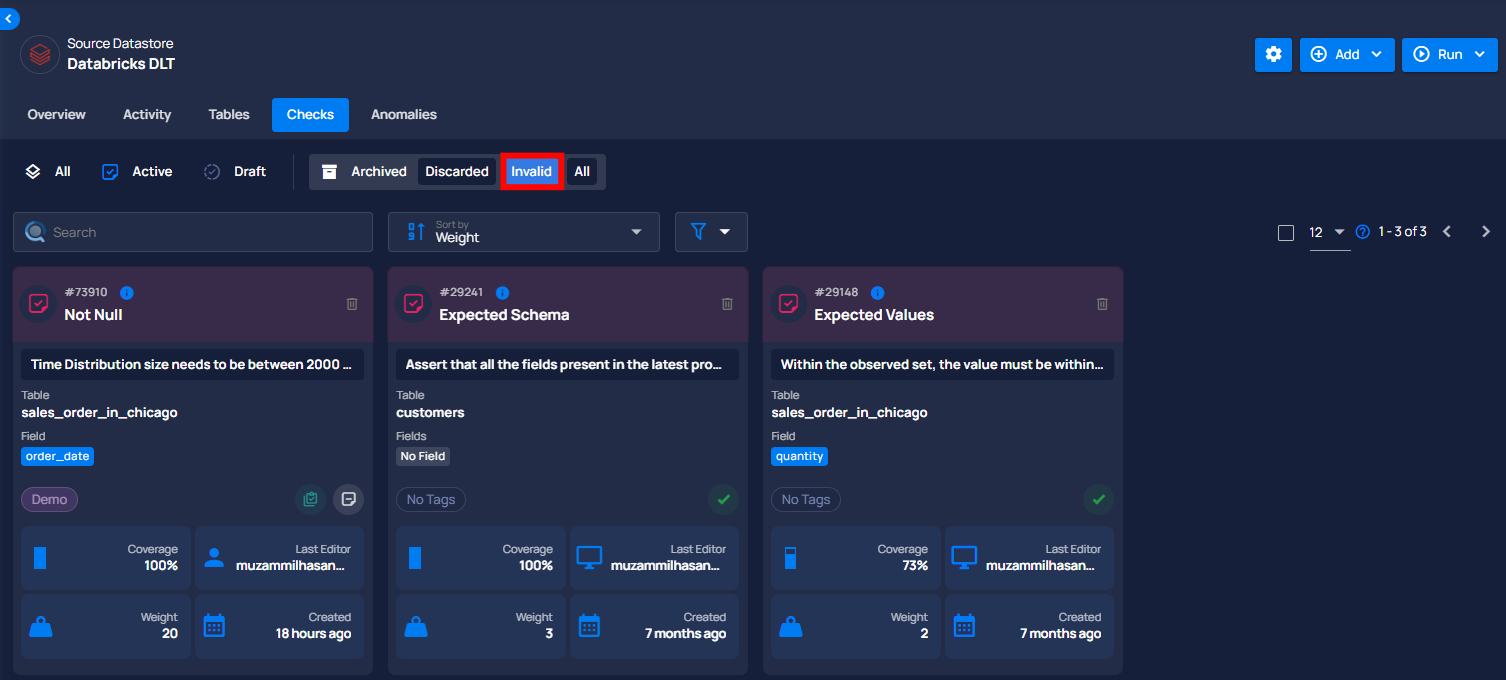 Source Datastore
Databricks DLT
Add
Run
Overview
Activity
Tables
Checks
Anomalies
All
Active
Draft
Archived
Discarded
Invalid
All
Search
Sort by
Weight
12
1 - 3 of 3
#73910
Not Null
Time Distribution size needs to be between 2000 ...
Table
sales_order_in_chicago
Field
order_date
Demo
Coverage
100%
Last Editor
muzammilhasan...
Weight
20
Created
18 hours ago
#29241
Expected Schema
Assert that all the fields present in the latest pro...
Table
customers
Fields
No Field
No Tags
Coverage
100%
Last Editor
muzammilhasan...
Weight
3
Created
7 months ago
#29148
Expected Values
Within the observed set, the value must be within...
Table
sales_order_in_chicago
Field
quantity
No Tags
Coverage
73%
Last Editor
muzammilhasan...
Weight
2
Created
7 months ago